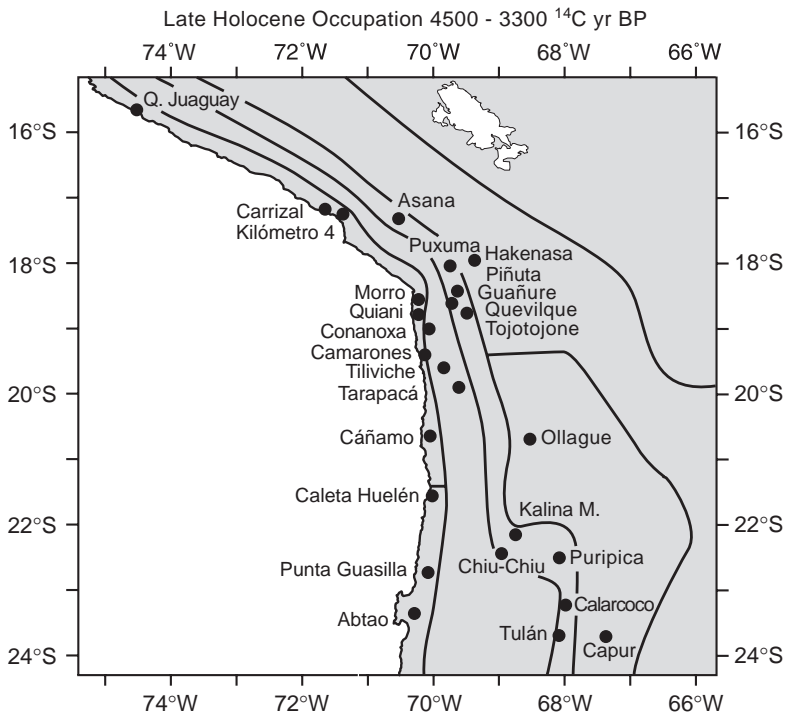 Late Holocene Occupation 4500 - 3300 ¹⁴C yr BP
74°W 72°W 70°W 68°W 66°W
Q. Juaguay
16°S 16°S
Asana
Carrizal
Kilómetro 4
Puxuma
Hakenasa
18°S 18°S
Piñuta
Morro
Guañure
Quiani
Quevilque
Conanoxa
Tojotojone
Camarones
Tiliviche
Tarapacá
20°S 20°S
Cáñamo
Ollague
Caleta Huelén
Kalina M.
22°S 22°S
Chiu-Chiu
Puripica
Punta Guasilla
Calarcoco
Abtao
Tulán
Capur
24°S 24°S
74°W 72°W 70°W 68°W 66°W